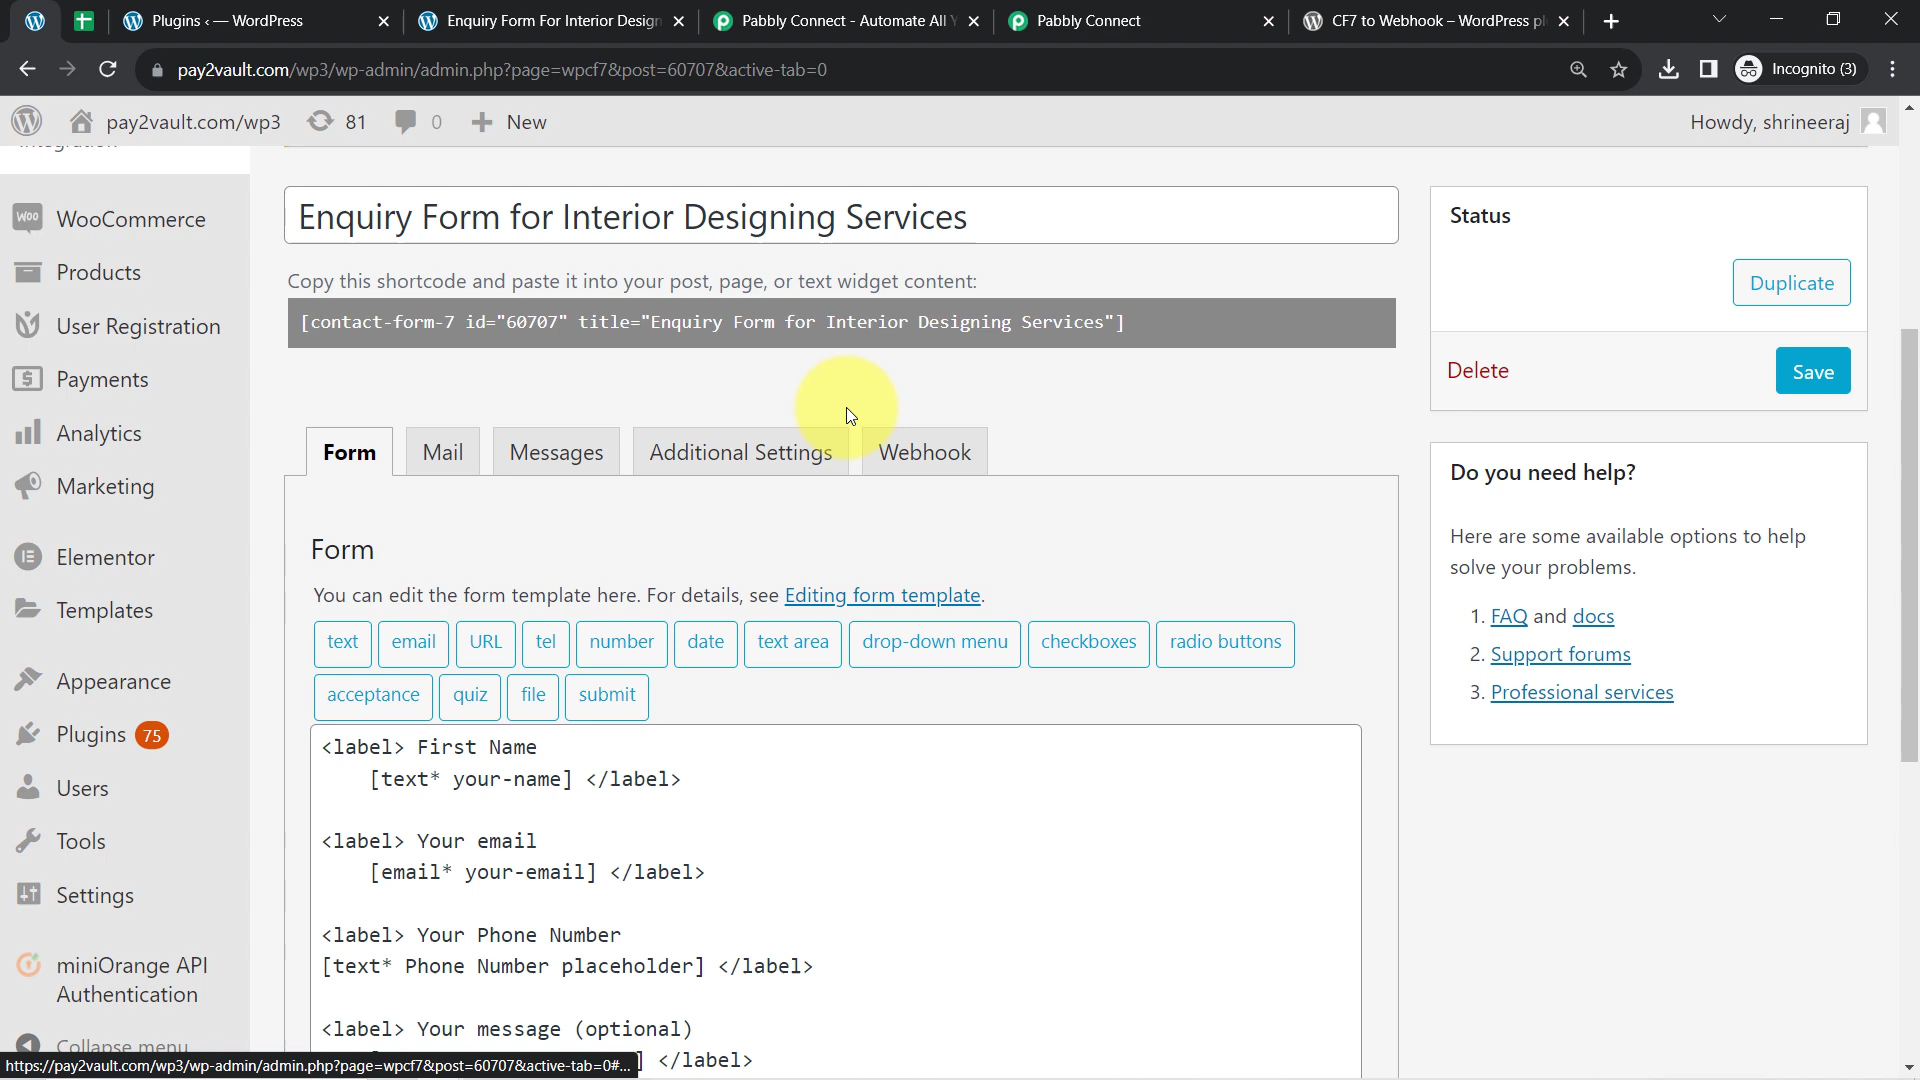 Plugins ‹ — WordPress
Enquiry Form For Interior Design
Pabbly Connect - Automate All Y
Pabbly Connect
CF7 to Webhook – WordPress pl
pay2vault.com/wp3/wp-admin/admin.php?page=wpcf7&post=60707&active-tab=0
Incognito (3)
pay2vault.com/wp3
81
0
New
Howdy, shrineeraj
Integration
WooCommerce
Products
User Registration
Payments
Analytics
Marketing
Elementor
Templates
Appearance
Plugins 75
Users
Tools
Settings
miniOrange API
Authentication
Collapse menu
Enquiry Form for Interior Designing Services
Copy this shortcode and paste it into your post, page, or text widget content:
[contact-form-7 id="60707" title="Enquiry Form for Interior Designing Services"]
Form
Mail
Messages
Additional Settings
Webhook
Form
You can edit the form template here. For details, see Editing form template.
text
email
URL
tel
number
date
text area
drop-down menu
checkboxes
radio buttons
acceptance
quiz
file
submit
<label> First Name
[text* your-name] </label>
<label> Your email
[email* your-email] </label>
<label> Your Phone Number
[text* Phone Number placeholder] </label>
<label> Your message (optional)
] </label>
Status
Duplicate
Delete
Save
Do you need help?
Here are some available options to help
solve your problems.
1. FAQ and docs
2. Support forums
3. Professional services
https://pay2vault.com/wp3/wp-admin/admin.php?page=wpcf7&post=60707&active-tab=0#...